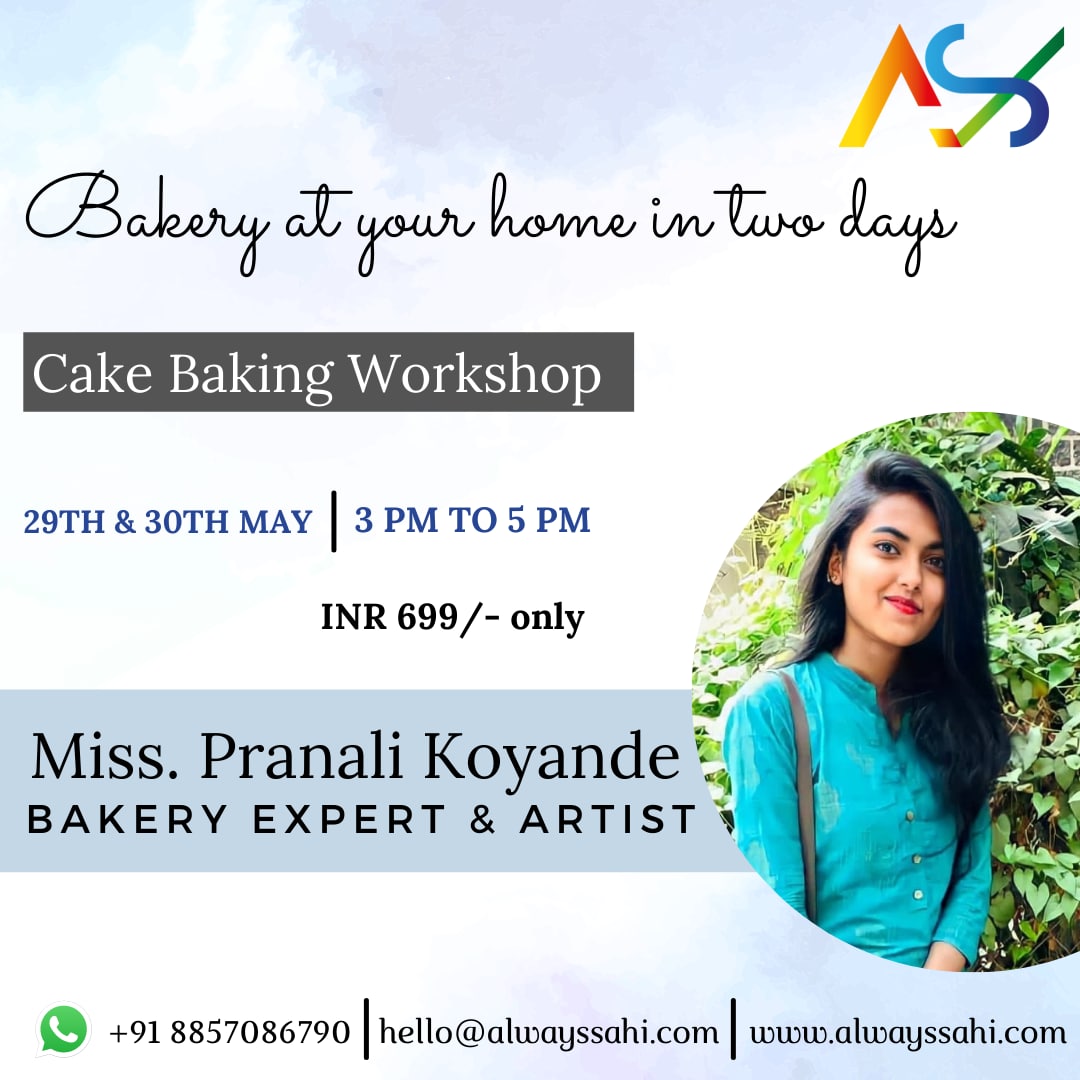 AS
Bakery at your home in two days
Cake Baking Workshop
29TH & 30TH MAY
3 PM TO 5 PM
INR 699/- only
Miss. Pranali Koyande
BAKERY EXPERT & ARTIST
+91 8857086790
hello@alwayssahi.com
www.alwayssahi.com